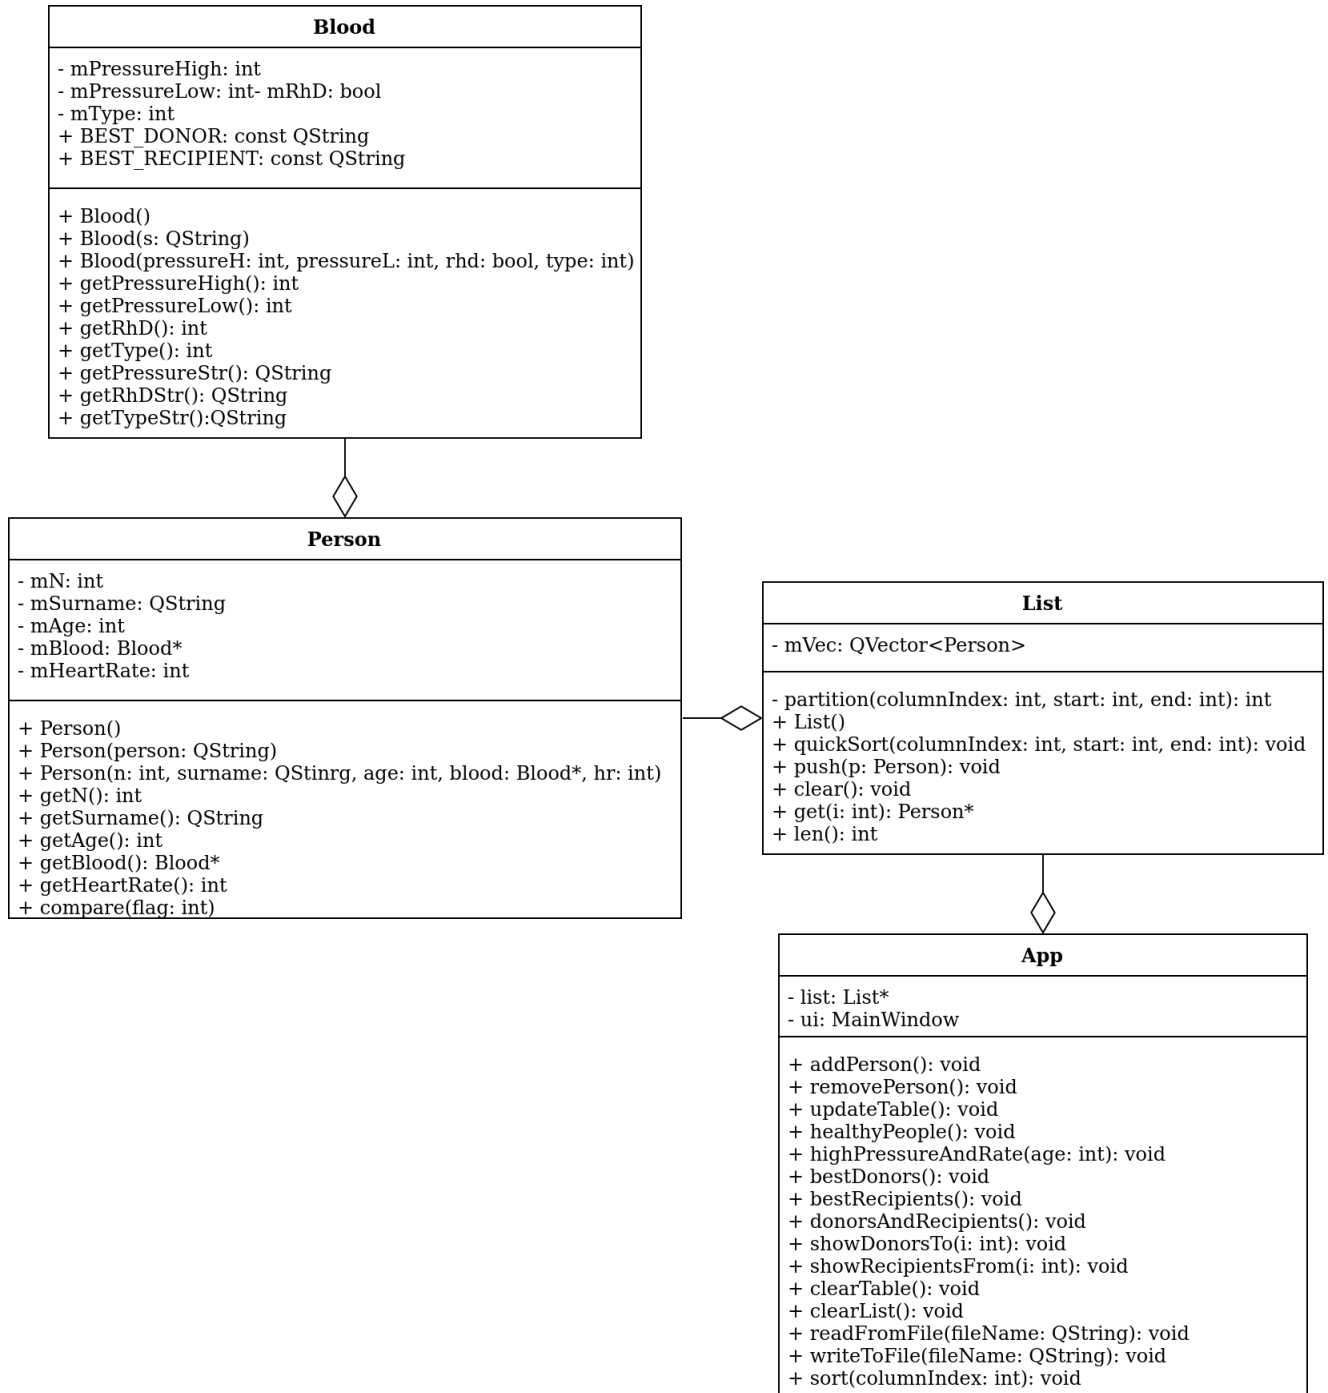 Blood
- mPressureHigh: int
- mPressureLow: int- mRhD: bool
- mType: int
+ BEST_DONOR: const QString
+ BEST_RECIPIENT: const QString
+ Blood()
+ Blood(s: QString)
+ Blood(pressureH: int, pressureL: int, rhd: bool, type: int)
+ getPressureHigh(): int
+ getPressureLow(): int
+ getRhD(): int
+ getType(): int
+ getPressureStr(): QString
+ getRhDStr(): QString
+ getTypeStr():QString
Person
- mN: int
- mSurname: QString
- mAge: int
- mBlood: Blood*
- mHeartRate: int
+ Person()
+ Person(person: QString)
+ Person(n: int, surname: QStinrg, age: int, blood: Blood*, hr: int)
+ getN(): int
+ getSurname(): QString
+ getAge(): int
+ getBlood(): Blood*
+ getHeartRate(): int
+ compare(flag: int)
List
- mVec: QVector<Person>
- partition(columnIndex: int, start: int, end: int): int
+ List()
+ quickSort(columnIndex: int, start: int, end: int): void
+ push(p: Person): void
+ clear(): void
+ get(i: int): Person*
+ len(): int
App
- list: List*
- ui: MainWindow
+ addPerson(): void
+ removePerson(): void
+ updateTable(): void
+ healthyPeople(): void
+ highPressureAndRate(age: int): void
+ bestDonors(): void
+ bestRecipients(): void
+ donorsAndRecipients(): void
+ showDonorsTo(i: int): void
+ showRecipientsFrom(i: int): void
+ clearTable(): void
+ clearList(): void
+ readFromFile(fileName: QString): void
+ writeToFile(fileName: QString): void
+ sort(columnIndex: int): void